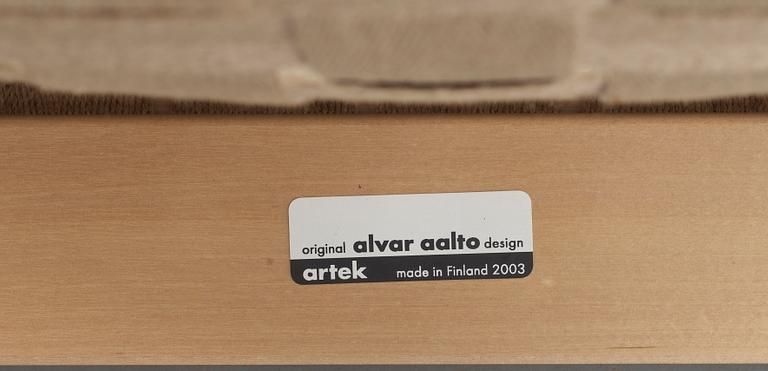 original alvar aalto design
artek made in Finland 2003